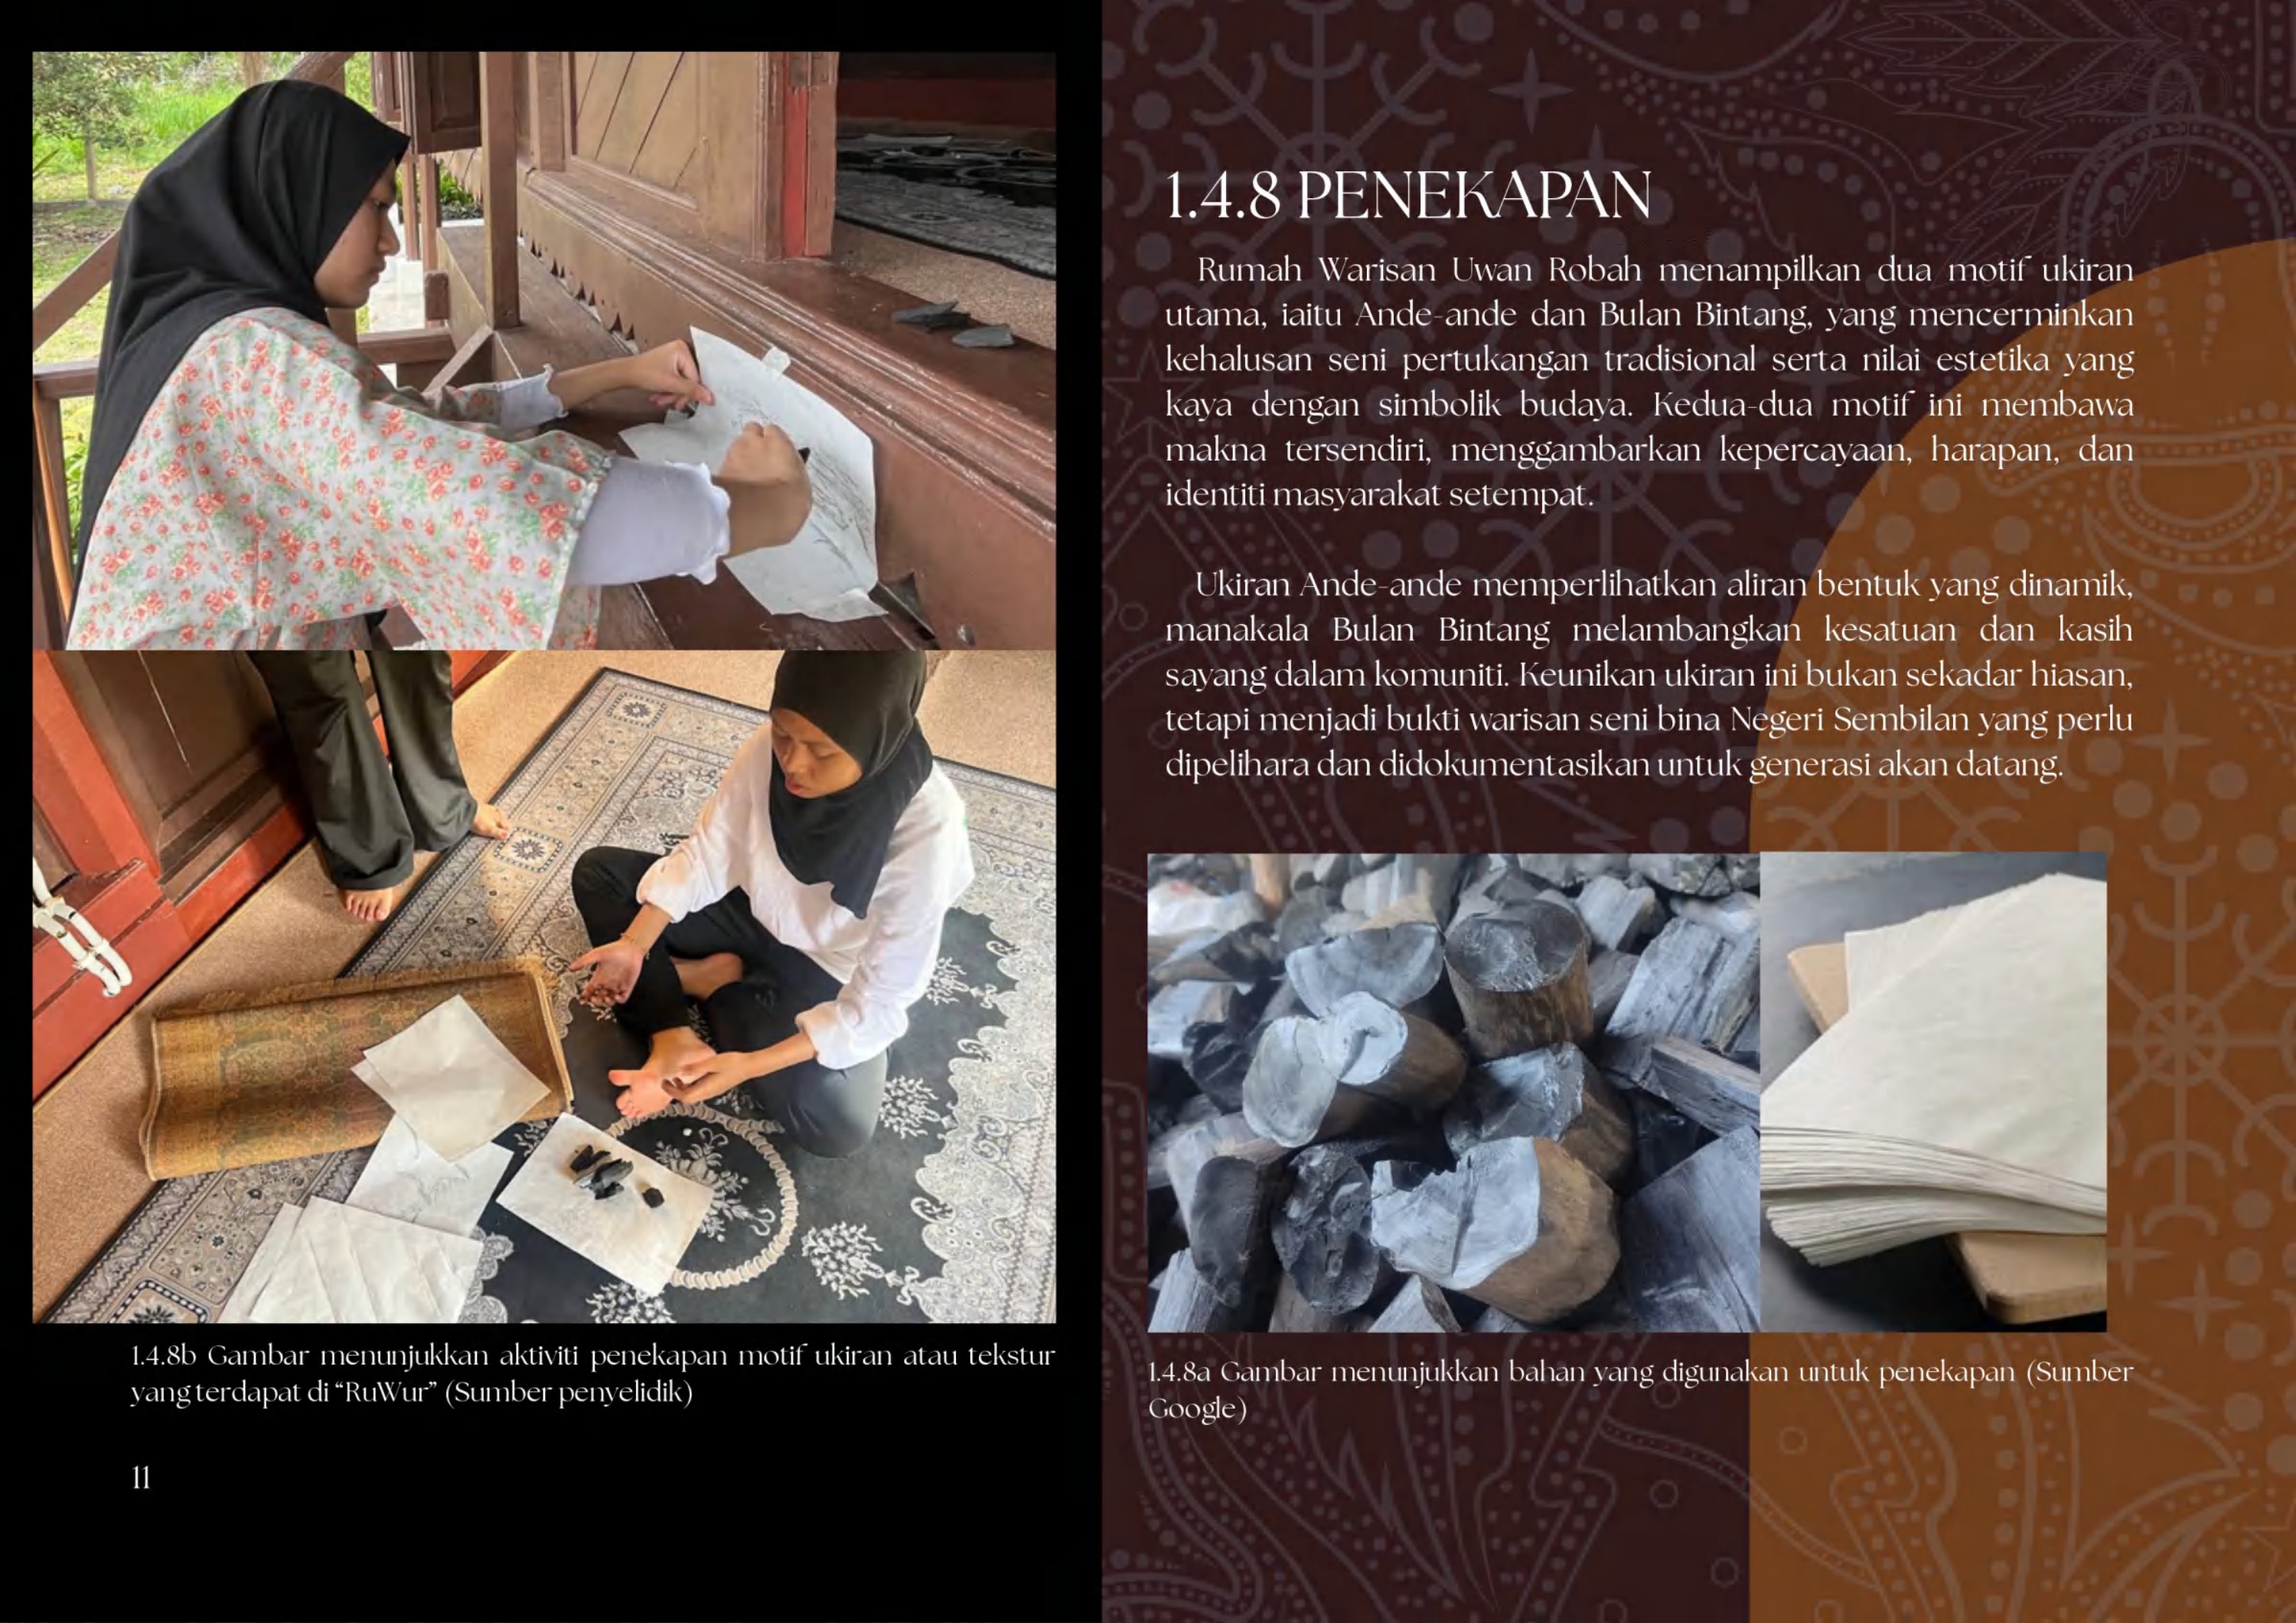 1.4.8 PENEKAPAN
Rumah Warisan Uwan Robah menampilkan dua motif ukiran
utama, iaitu Ande-ande dan Bulan Bintang, yang mencerminkan
kehalusan seni pertukangan tradisional serta nilai estetika yang
kaya dengan simbolik budaya. Kedua-dua motif ini membawa
makna tersendiri, menggambarkan kepercayaan, harapan, dan
identiti masyarakat setempat.
Ukiran Ande-ande memperlihatkan aliran bentuk yang dinamik,
manakala Bulan Bintang melambangkan kesatuan dan kasih
sayang dalam komuniti. Keunikan ukiran ini bukan sekadar hiasan,
tetapi menjadi bukti warisan seni bina Negeri Sembilan yang perlu
dipelihara dan didokumentasikan untuk generasi akan datang.
1.4.8b Gambar menunjukkan aktiviti penekapan motif ukiran atau tekstur
yang terdapat di “RuWur” (Sumber penyelidik)
1.4.8a Gambar menunjukkan bahan yang digunakan untuk penekapan (Sumber
Google)
11